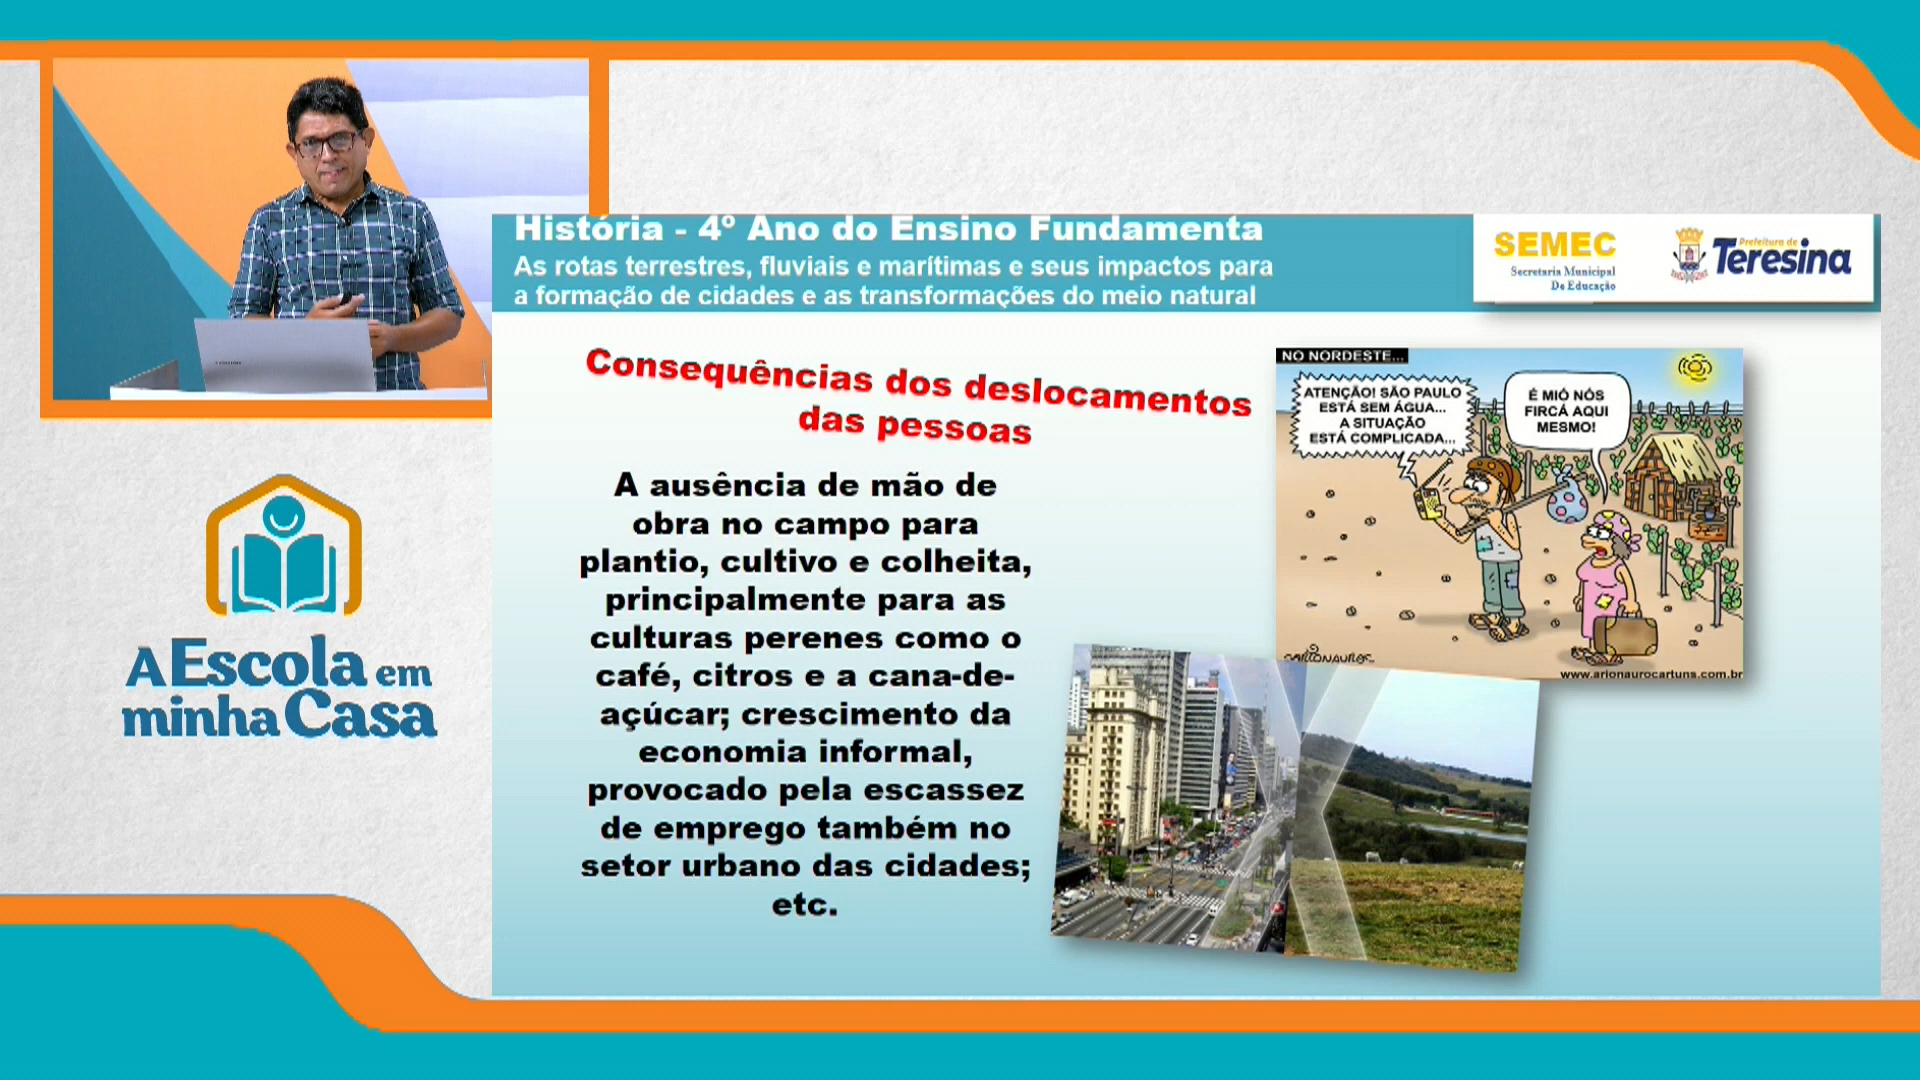 História - 4º Ano do Ensino Fundamenta
As rotas terrestres, fluviais e marítimas e seus impactos para
a formação de cidades e as transformações do meio natural
SEMEC
Secretaria Municipal
De Educação
Prefeitura de
Teresina
Consequências dos deslocamentos
das pessoas
A ausência de mão de
obra no campo para
plantio, cultivo e colheita,
principalmente para as
culturas perenes como o
café, citros e a cana-de-
açúcar; crescimento da
economia informal,
provocado pela escassez
de emprego também no
setor urbano das cidades;
etc.
NO NORDESTE...
ATENÇÃO! SÃO PAULO
ESTÁ SEM ÁGUA...
A SITUAÇÃO
ESTÁ COMPLICADA...
É MIÓ NÓS
FIRCÁ AQUI
MESMO!
www.arionaurocartuns.com.br
A Escola em
minha Casa